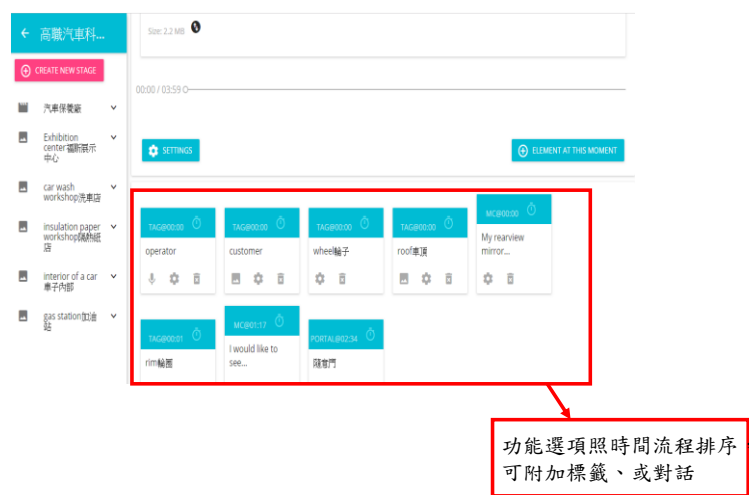 高職汽車科...
CREATE NEW STAGE
汽車保養廠
Exhibition
center福斯展示
中心
car wash
workshop洗車店
insulation paper
workshop隔熱紙
店
interior of a car
車子內部
gas station加油
站
Size: 2.2 MB
00:00 / 03:59
SETTINGS
ELEMENT AT THIS MOMENT
TAG@00:00
operator
TAG@00:00
customer
TAG@00:00
wheel輪子
TAG@00:00
roof車頂
MC@00:00
My rearview
mirror...
TAG@00:01
rim輪圈
MC@01:17
I would like to
see...
PORTAL@02:34
隨意門
功能選項照時間流程排序
可附加標籤、或對話